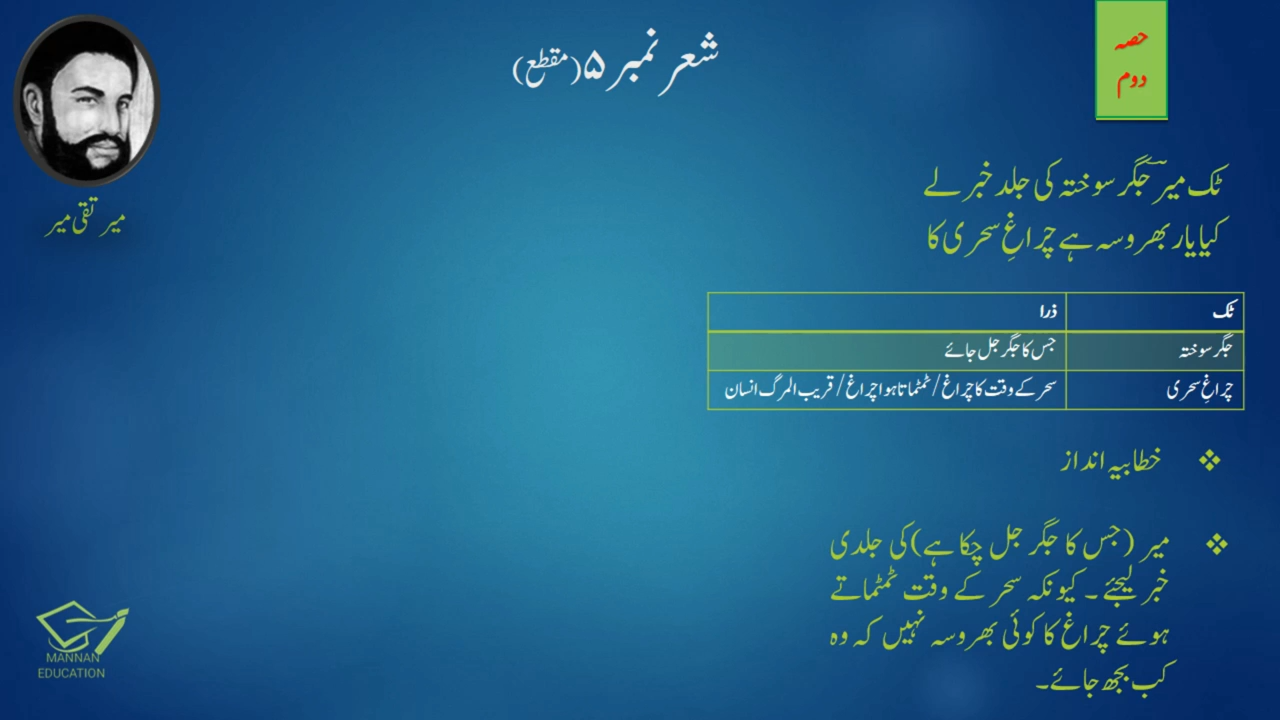 حصہ
دوم
شعر نمبر ۵ (مقطع)
میر تقی میر
ٹک میرؔ جگر سوختہ کی جلد خبر لے
کیا یار بھروسہ ہے چراغِ سحری کا
ٹک ذرا
جگر سوختہ جس کا جگر جل جائے
چراغِ سحری سحر کے وقت کا چراغ / ٹمٹماتا ہوا چراغ / قریب المرگ انسان
❖ خطابیہ انداز
❖ میر (جس کا جگر جل چکا ہے) کی جلدی
خبر لیجئے ۔ کیونکہ سحر کے وقت ٹمٹماتے
ہوئے چراغ کا کوئی بھروسہ نہیں کہ وہ
کب بجھ جائے۔
MANNAN
EDUCATION